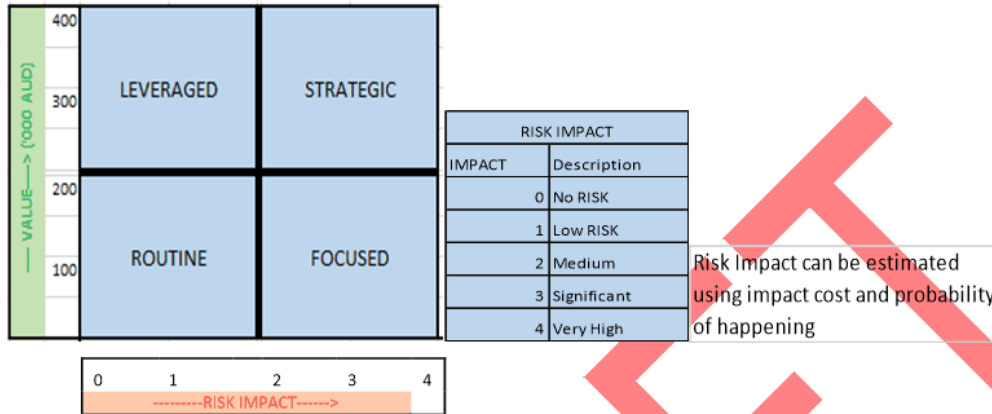 400
300
200
100
— VALUE—> ('000 AUD)
LEVERAGED
STRATEGIC
ROUTINE
FOCUSED
0 1 2 3 4
---------RISK IMPACT------>
RISK IMPACT
IMPACT Description
0 No RISK
1 Low RISK
2 Medium
3 Significant
4 Very High
Risk Impact can be estimated
using impact cost and probability
of happening